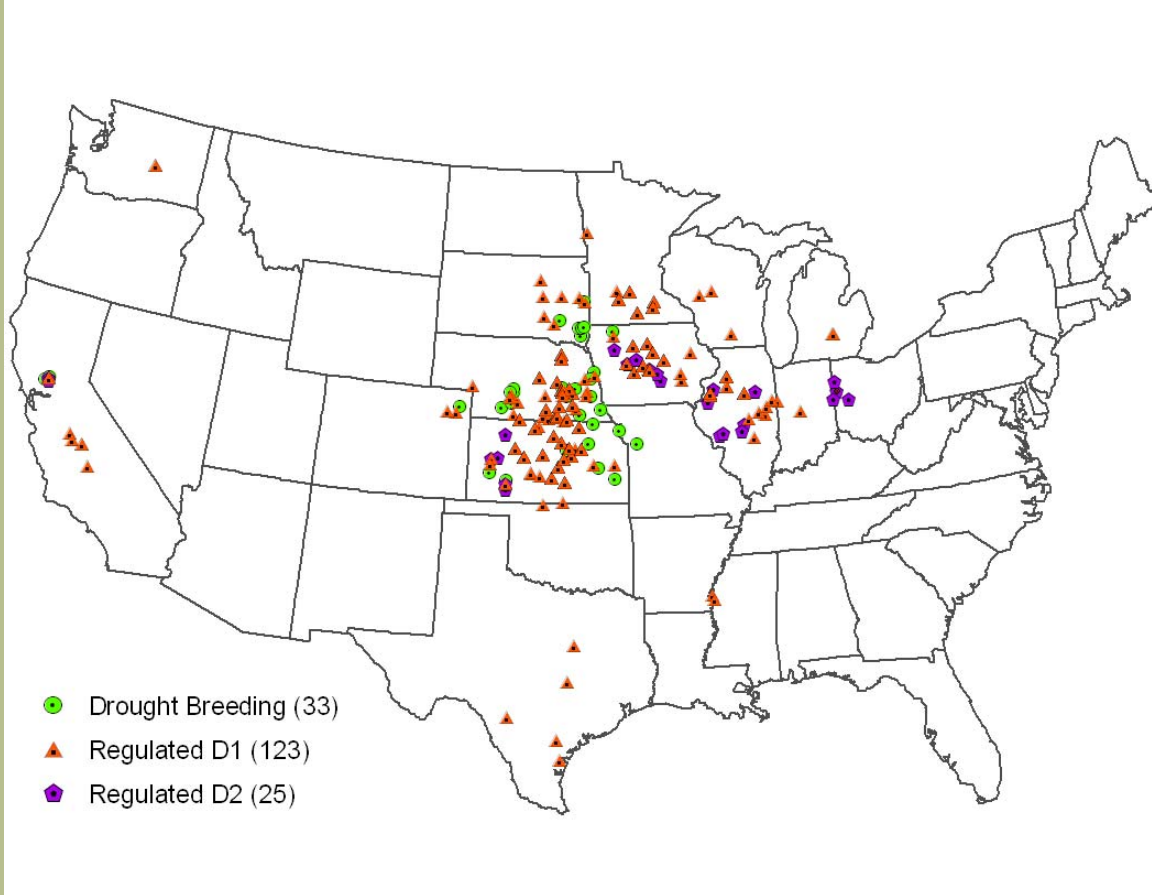 Drought Breeding (33)
Regulated D1 (123)
Regulated D2 (25)